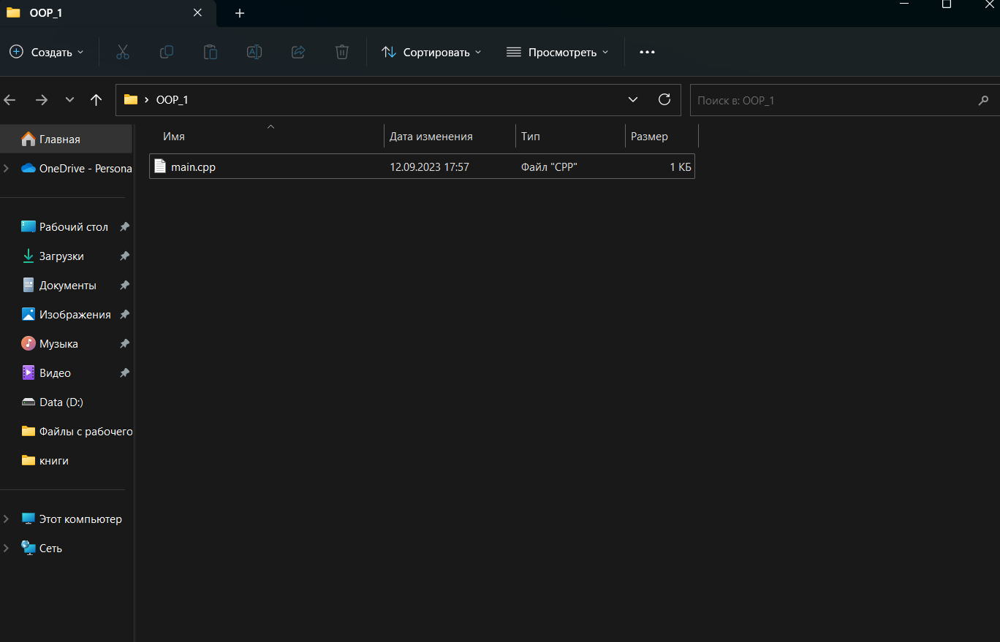 OOP_1
Создать
Сортировать
Просмотреть
OOP_1
Поиск в: OOP_1
Имя
Дата изменения
Тип
Размер
main.cpp
12.09.2023 17:57
Файл "CPP"
1 КБ
Главная
OneDrive - Persona
Рабочий стол
Загрузки
Документы
Изображения
Музыка
Видео
Data (D:)
Файлы с рабочего
книги
Этот компьютер
Сеть